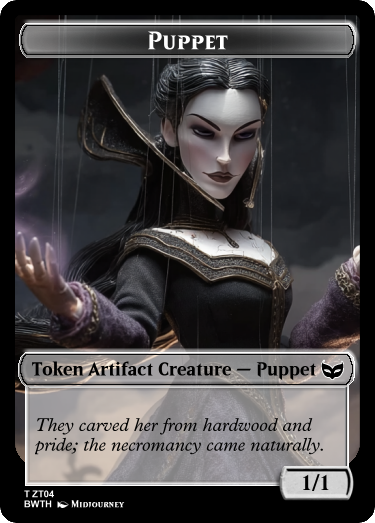 Puppet
Token Artifact Creature — Puppet
They carved her from hardwood and
pride; the necromancy came naturally.
1/1
T ZT04
BWTH Midjourney